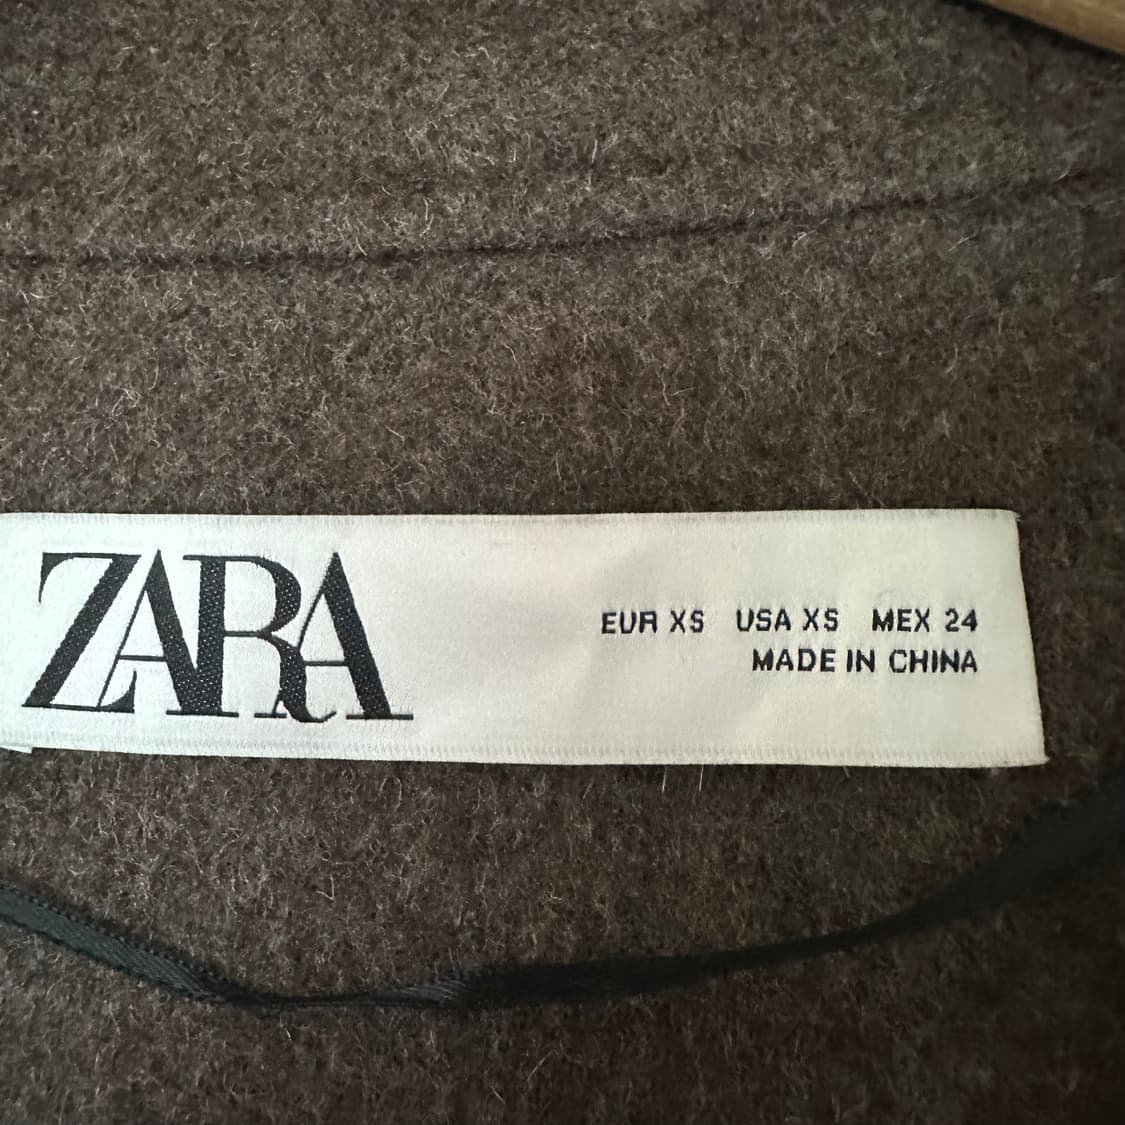 ZARA
EUR XS USA XS MEX 24
MADE IN CHINA